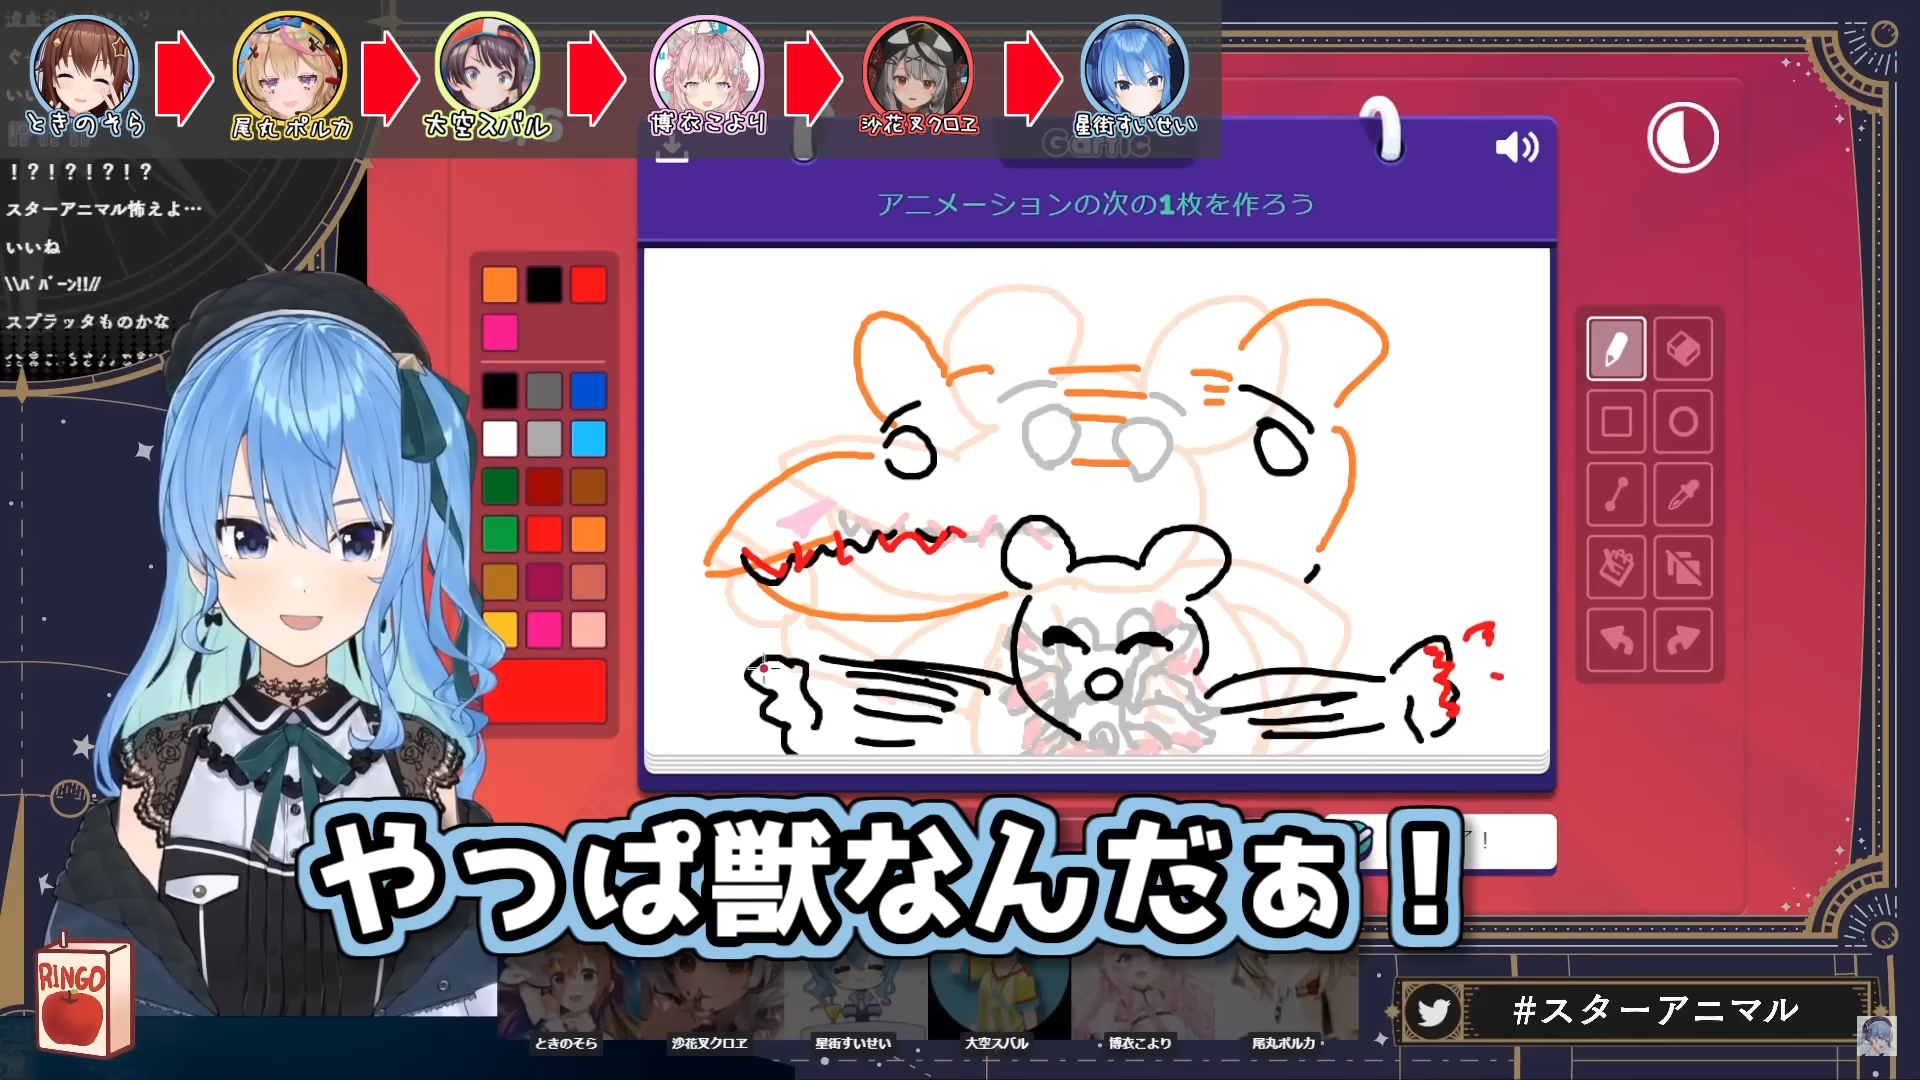 ときのそら
尾丸ポルカ
大空スバル
博衣こより
沙花叉クロヱ
星街すいせい
！？！？！？！？
スターアニマル怖えよ…
いいね
\\ﾊﾞﾊﾞｰﾝ!!//
スプラッタものかな
Gartic
アニメーションの次の1枚を作ろう
やっぱ獣なんだぁ！
RINGO
ときのそら
沙花叉クロヱ
星街すいせい
大空スバル
博衣こより
尾丸ポルカ
#スターアニマル